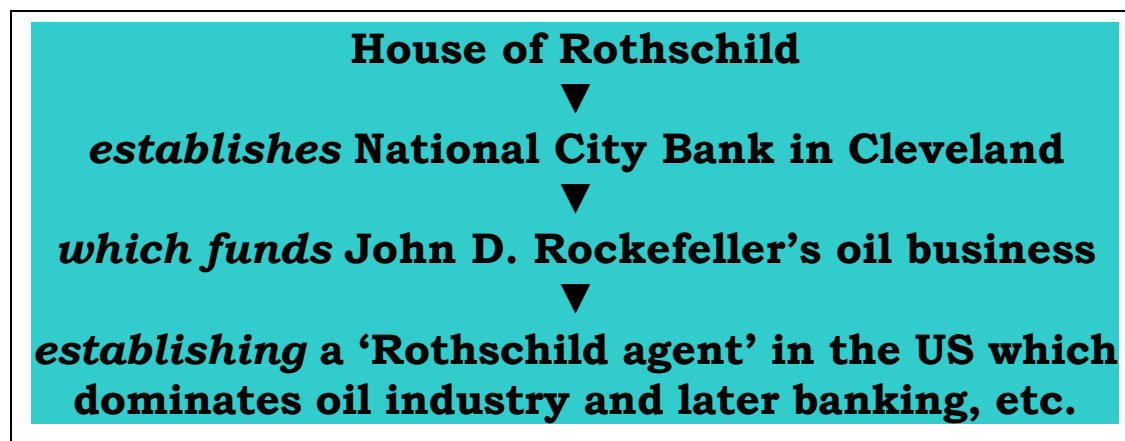 House of Rothschild
▼
establishes National City Bank in Cleveland
▼
which funds John D. Rockefeller’s oil business
▼
establishing a ‘Rothschild agent’ in the US which
dominates oil industry and later banking, etc.